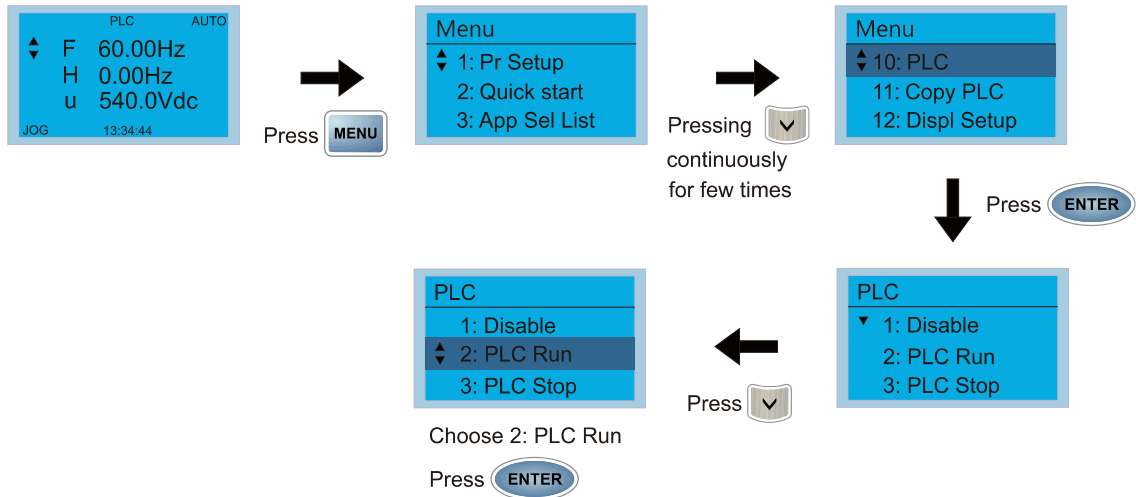 PLC AUTO
F 60.00Hz
H 0.00Hz
u 540.0Vdc
JOG 13:34:44
Press MENU
Menu
1: Pr Setup
2: Quick start
3: App Sel List
Pressing
continuously
for few times
Menu
10: PLC
11: Copy PLC
12: Displ Setup
Press ENTER
PLC
1: Disable
2: PLC Run
3: PLC Stop
Press
PLC
1: Disable
2: PLC Run
3: PLC Stop
Choose 2: PLC Run
Press ENTER